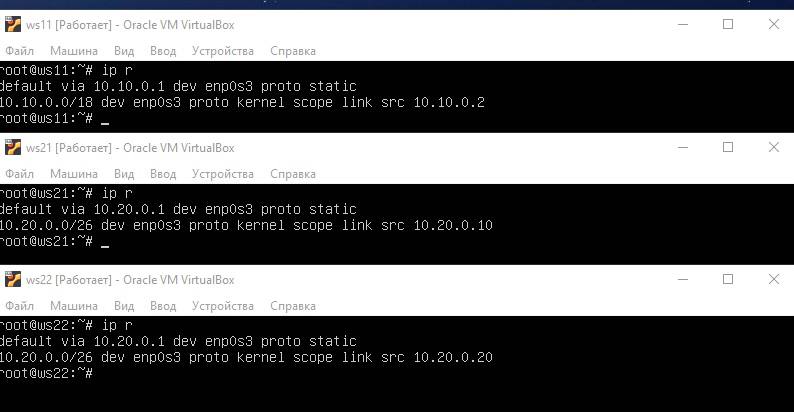 ws11 [Работает] - Oracle VM VirtualBox
Файл Машина Вид Ввод Устройства Справка
root@ws11:~# ip r
default via 10.10.0.1 dev enp0s3 proto static
10.10.0.0/18 dev enp0s3 proto kernel scope link src 10.10.0.2
root@ws11:~# _
ws21 [Работает] - Oracle VM VirtualBox
Файл Машина Вид Ввод Устройства Справка
root@ws21:~# ip r
default via 10.20.0.1 dev enp0s3 proto static
10.20.0.0/26 dev enp0s3 proto kernel scope link src 10.20.0.10
root@ws21:~# _
ws22 [Работает] - Oracle VM VirtualBox
Файл Машина Вид Ввод Устройства Справка
root@ws22:~# ip r
default via 10.20.0.1 dev enp0s3 proto static
10.20.0.0/26 dev enp0s3 proto kernel scope link src 10.20.0.20
root@ws22:~#